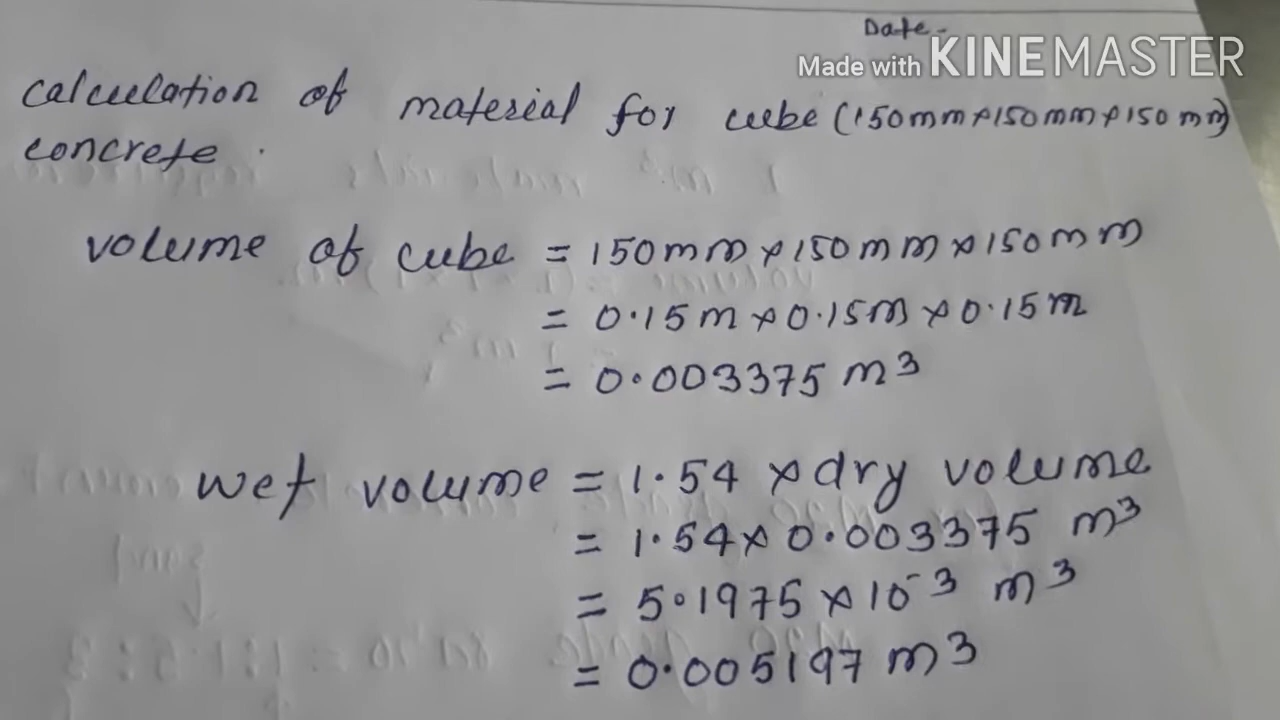 Date-
Made with KINEMASTER
calculation of material for cube (150mm×150mm×150mm)
concrete.
volume of cube = 150mm×150mm×150mm
= 0.15m×0.15m×0.15m
= 0.003375 m³
wet volume = 1.54 × dry volume
= 1.54×0.003375 m³
= 5.1975×10⁻³ m³
= 0.005197 m³